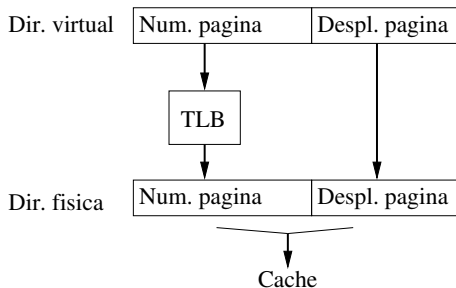 Dir. virtual Num. pagina Despl. pagina
TLB
Dir. fisica Num. pagina Despl. pagina
Cache